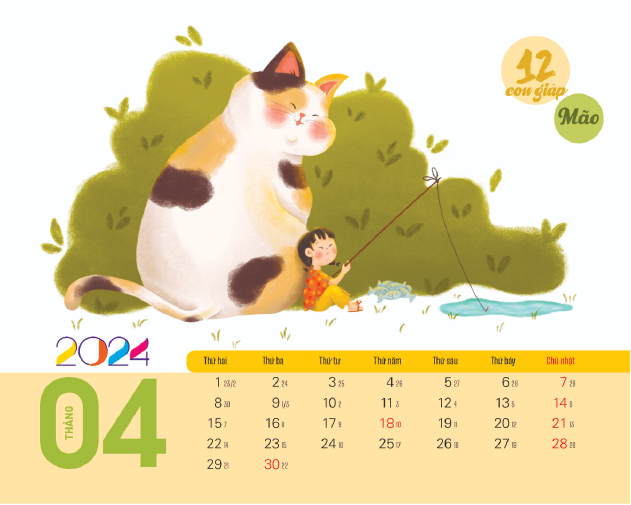 12
con giáp
Mão
2024
THÁNG
04
Thứ hai Thứ ba Thứ tư Thứ năm Thứ sáu Thứ bảy Chủ nhật
1 23/2 2 24 3 25 4 26 5 27 6 28 7 29
8 30 9 1/3 10 2 11 3 12 4 13 5 14 6
15 7 16 8 17 9 18 10 19 11 20 12 21 13
22 14 23 15 24 16 25 17 26 18 27 19 28 20
29 21 30 22